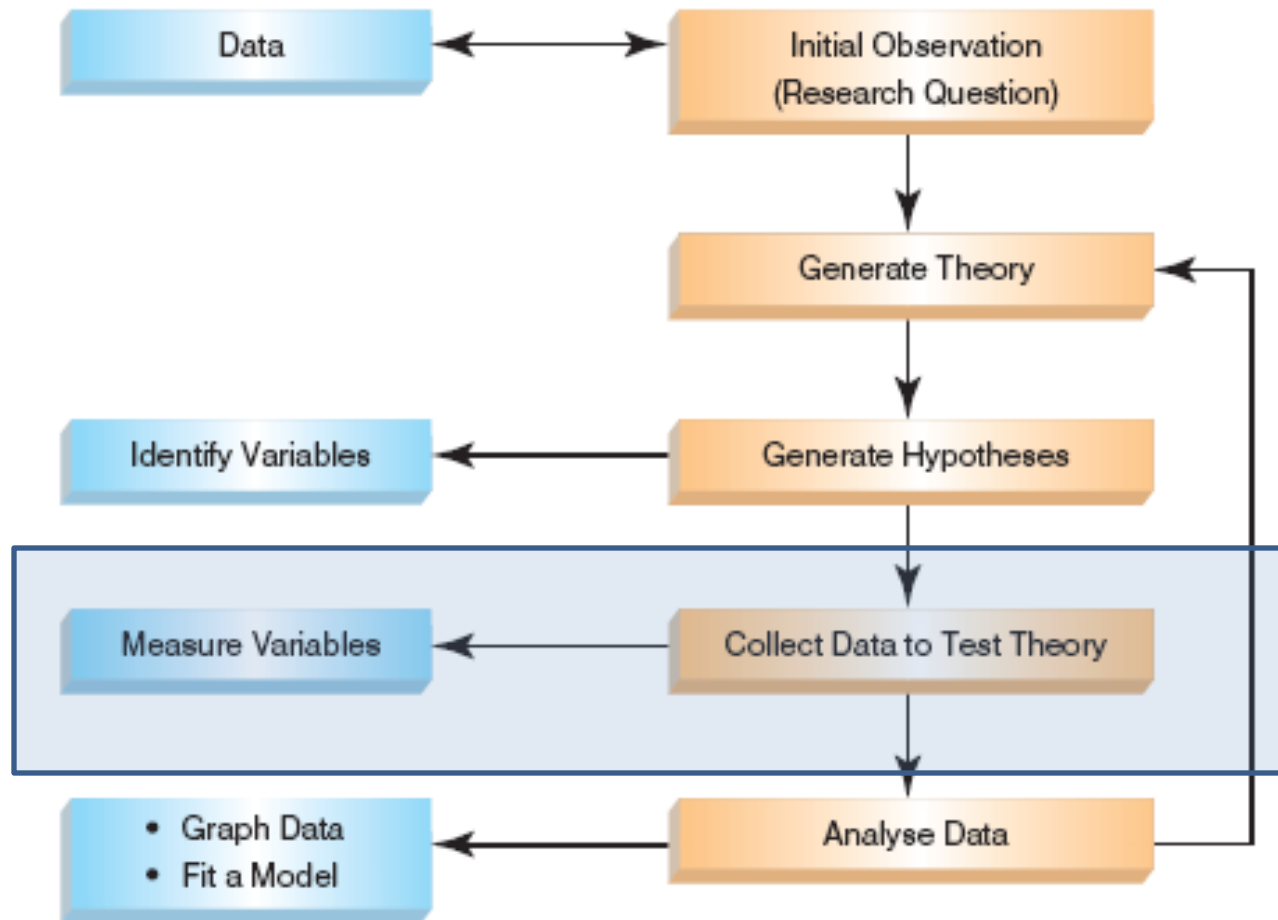 Data
Initial Observation
(Research Question)
Generate Theory
Identify Variables
Generate Hypotheses
Measure Variables
Collect Data to Test Theory
• Graph Data
• Fit a Model
Analyse Data